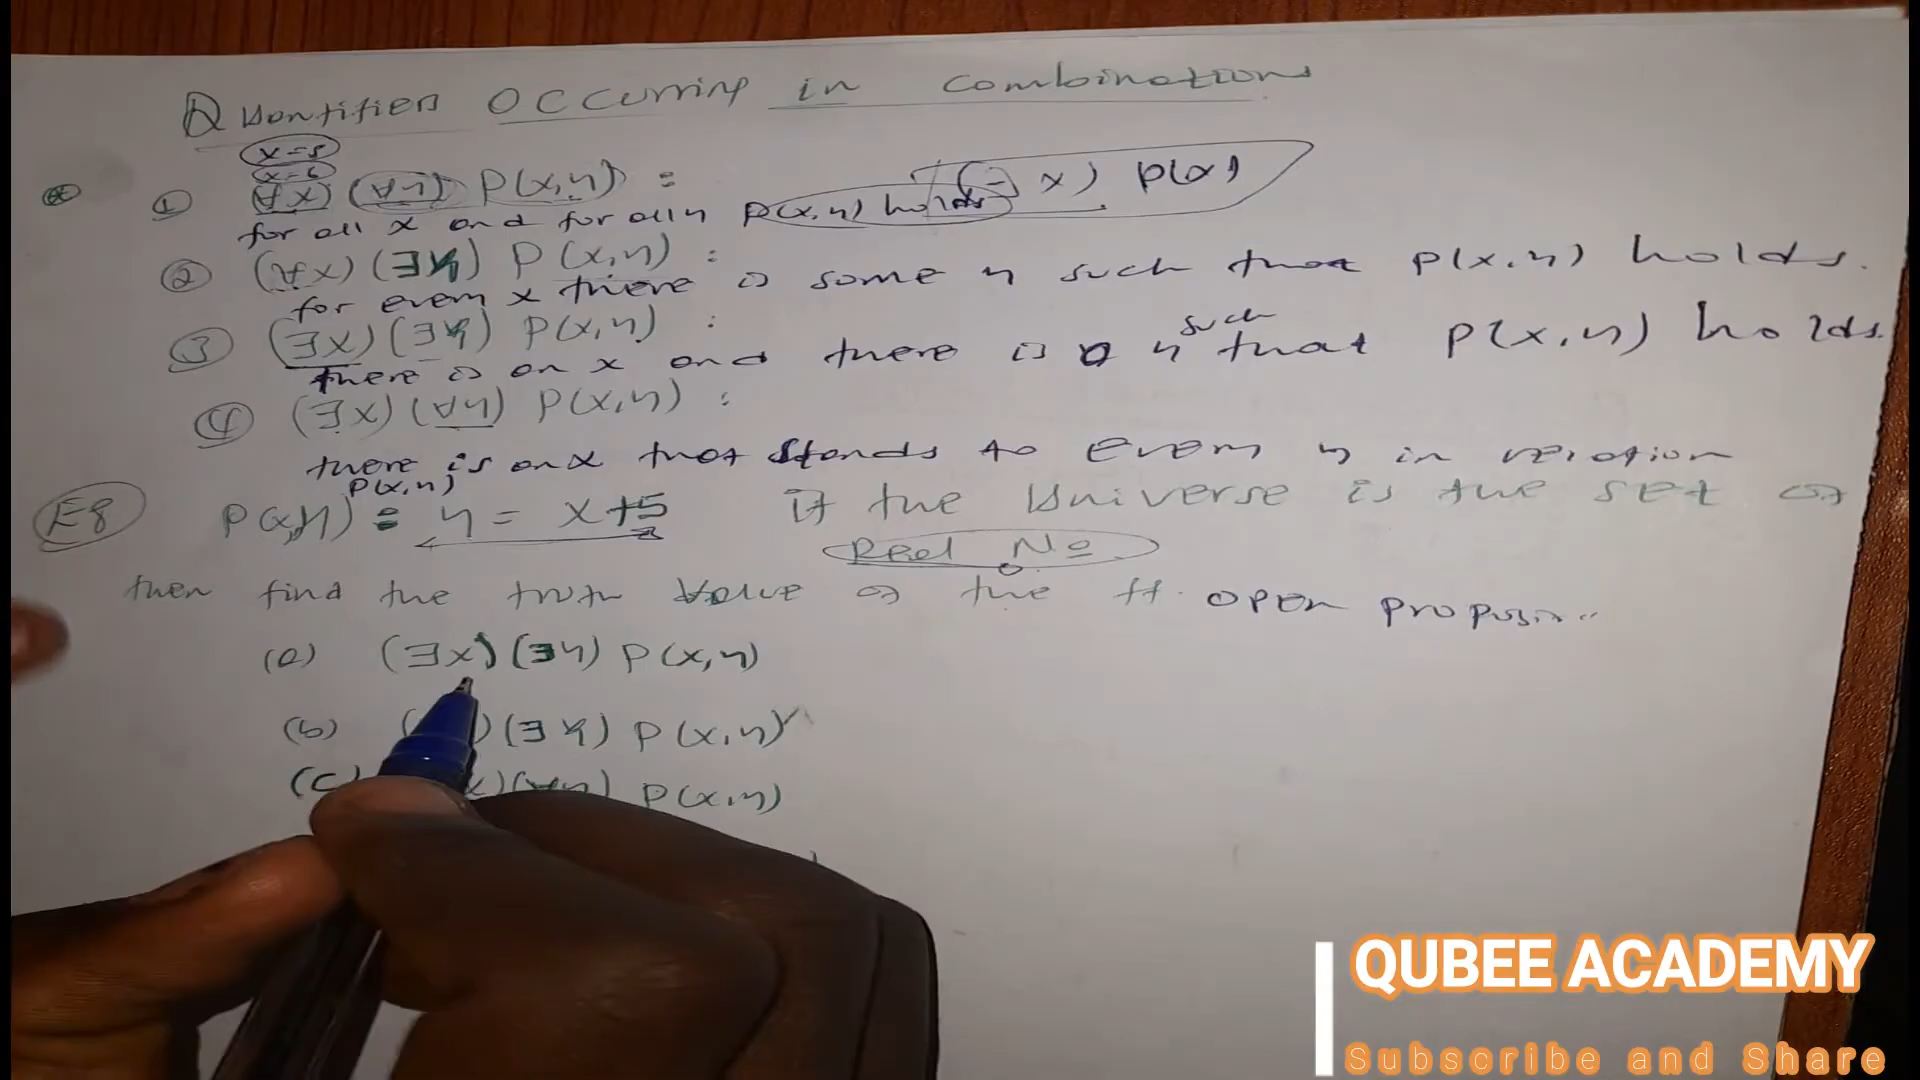 Quantifiers Occurring in combinations
x=5
x=6
① (∀x) (∀y) P(x,y) :
(∃x) P(x)
for all x and for all y P(x,y) holds
② (∀x) (∃y) P(x,y) :
for every x there is some y such that P(x,y) holds.
③ (∃x) (∃y) P(x,y) :
there is an x and there is a y such that P(x,y) holds.
④ (∃x) (∀y) P(x,y) :
there is an x that stands to every y in relation
P(x,y)
Eg P(x,y) : y = x+5 if the Universe is the set of
Real No
then find the truth value of the ff. open
(a) (∃x) (∃y) P(x,y)
(b) (∃y) P(x,y)
(c) (∀y) P(x,y)
QUBEE ACADEMY
Subscribe and Share